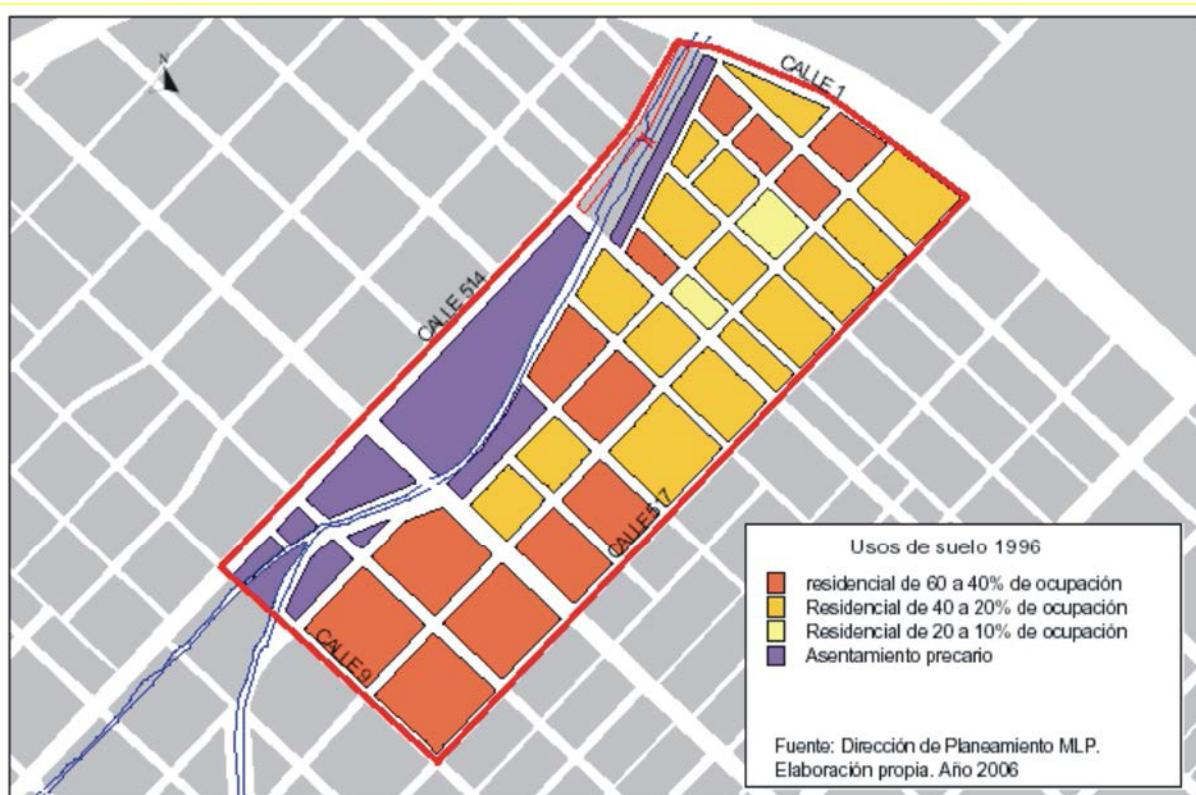 N
CALLE 1
CALLE 514
CALLE 517
CALLE 9
Usos de suelo 1996
residencial de 60 a 40% de ocupación
Residencial de 40 a 20% de ocupación
Residencial de 20 a 10% de ocupación
Asentamiento precario
Fuente: Dirección de Planeamiento MLP.
Elaboración propia. Año 2006